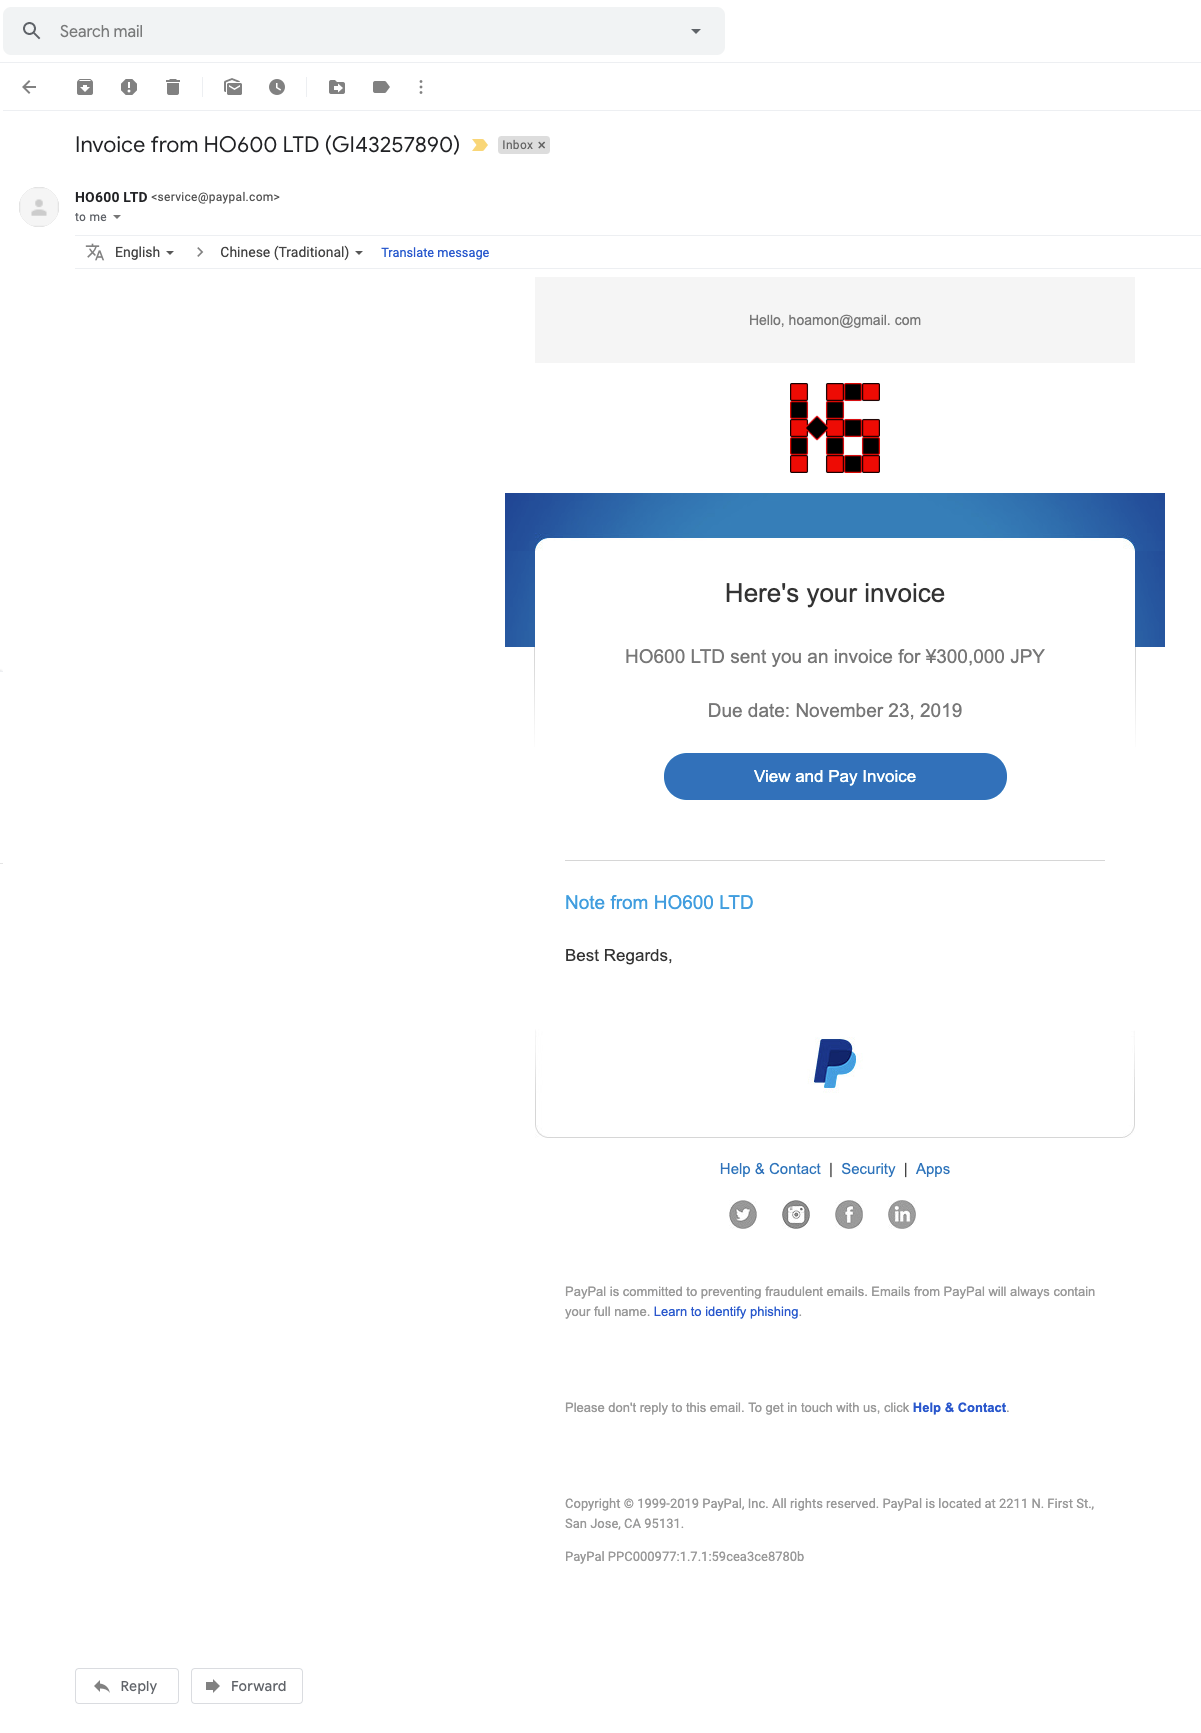 Search mail
Invoice from HO600 LTD (GI43257890)
Inbox ×
HO600 LTD <service@paypal.com>
to me
English > Chinese (Traditional) Translate message
Hello, hoamon@gmail. com
Here's your invoice
HO600 LTD sent you an invoice for ¥300,000 JPY
Due date: November 23, 2019
View and Pay Invoice
Note from HO600 LTD
Best Regards,
Help & Contact | Security | Apps
PayPal is committed to preventing fraudulent emails. Emails from PayPal will always contain
your full name. Learn to identify phishing.
Please don't reply to this email. To get in touch with us, click Help & Contact.
Copyright © 1999-2019 PayPal, Inc. All rights reserved. PayPal is located at 2211 N. First St.,
San Jose, CA 95131.
PayPal PPC000977:1.7.1:59cea3ce8780b
Reply
Forward